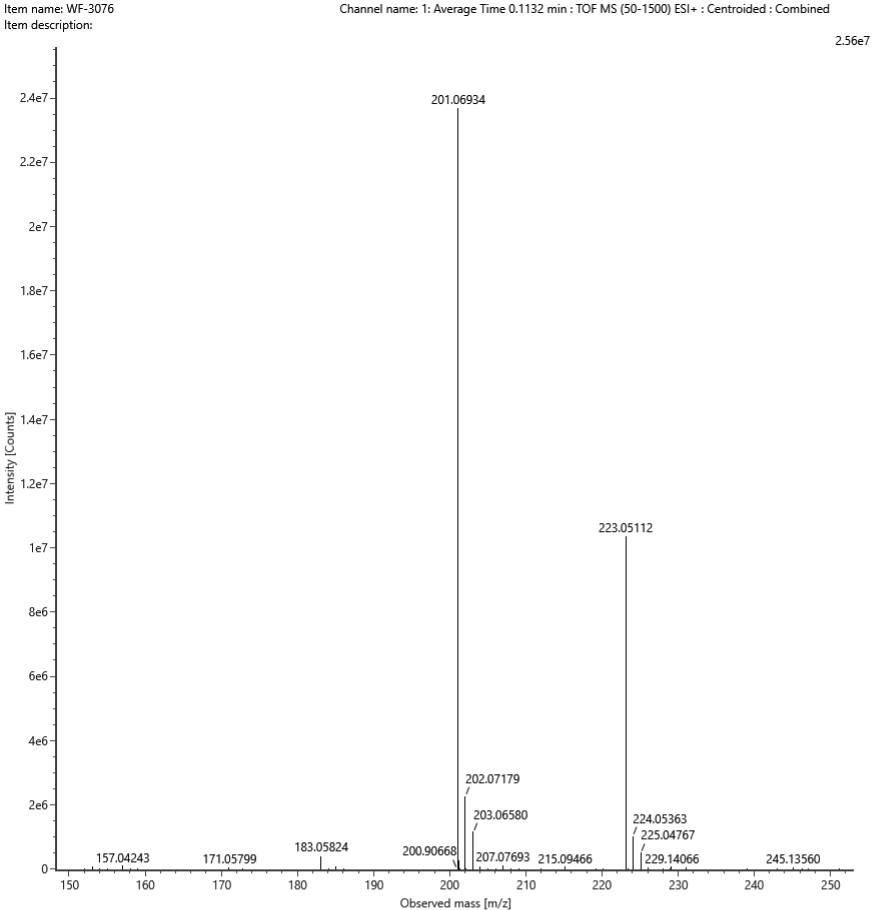 Item name: WF-3076
Channel name: 1: Average Time 0.1132 min : TOF MS (50-1500) ESI+ : Centroided : Combined
Item description:
2.56e7
Intensity [Counts]
2.4e7
2.2e7
2e7
1.8e7
1.6e7
1.4e7
1.2e7
1e7
8e6
6e6
4e6
2e6
0
201.06934
223.05112
202.07179
203.06580
224.05363
225.04767
183.05824
200.90668
157.04243
171.05799
207.07693
215.09466
229.14066
245.13560
150 160 170 180 190 200 210 220 230 240 250
Observed mass [m/z]